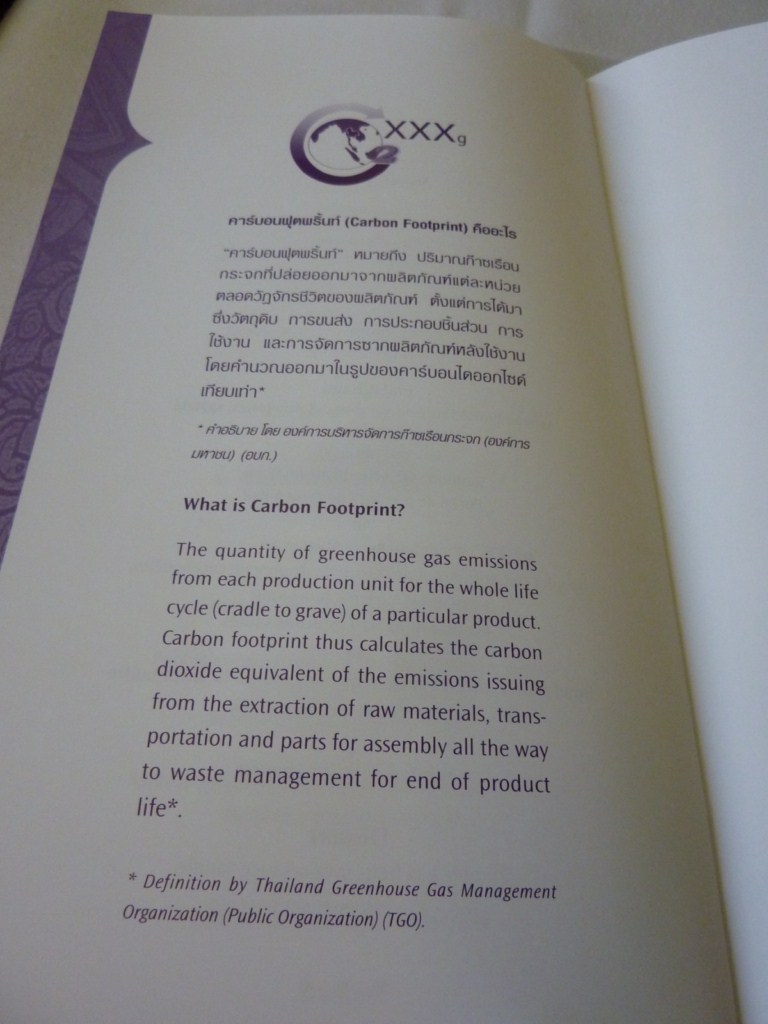 XXXg
คาร์บอนฟุตพริ้นท์ (Carbon Footprint) คืออะไร
"คาร์บอนฟุตพริ้นท์" หมายถึง ปริมาณก๊าซเรือน
กระจกที่ปล่อยออกมาจากผลิตภัณฑ์แต่ละหน่วย
ตลอดวัฏจักรชีวิตของผลิตภัณฑ์ ตั้งแต่การได้มา
ซึ่งวัตถุดิบ การขนส่ง การประกอบชิ้นส่วน การ
ใช้งาน และการจัดการซากผลิตภัณฑ์หลังใช้งาน
โดยคำนวณออกมาในรูปของคาร์บอนไดออกไซด์
เทียบเท่า*
* คำอธิบาย โดย องค์การบริหารจัดการก๊าซเรือนกระจก (องค์การ
มหาชน) (อบก.)
What is Carbon Footprint?
The quantity of greenhouse gas emissions
from each production unit for the whole life
cycle (cradle to grave) of a particular product.
Carbon footprint thus calculates the carbon
dioxide equivalent of the emissions issuing
from the extraction of raw materials, trans-
portation and parts for assembly all the way
to waste management for end of product
life*.
* Definition by Thailand Greenhouse Gas Management
Organization (Public Organization) (TGO).